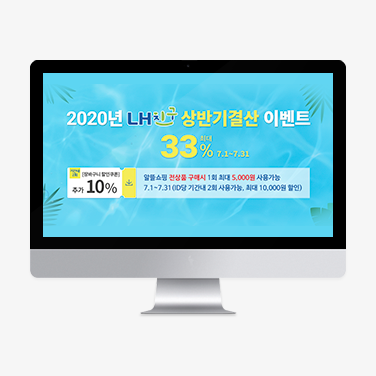 2020년 LH친구 상반기결산 이벤트
최대
33% 7.1~7.31
[장바구니 할인쿠폰]
추가 10%
알뜰쇼핑 전상품 구매시 1회 최대 5,000원 사용가능
7.1~7.31(ID당 기간내 2회 사용가능, 최대 10,000원 할인)